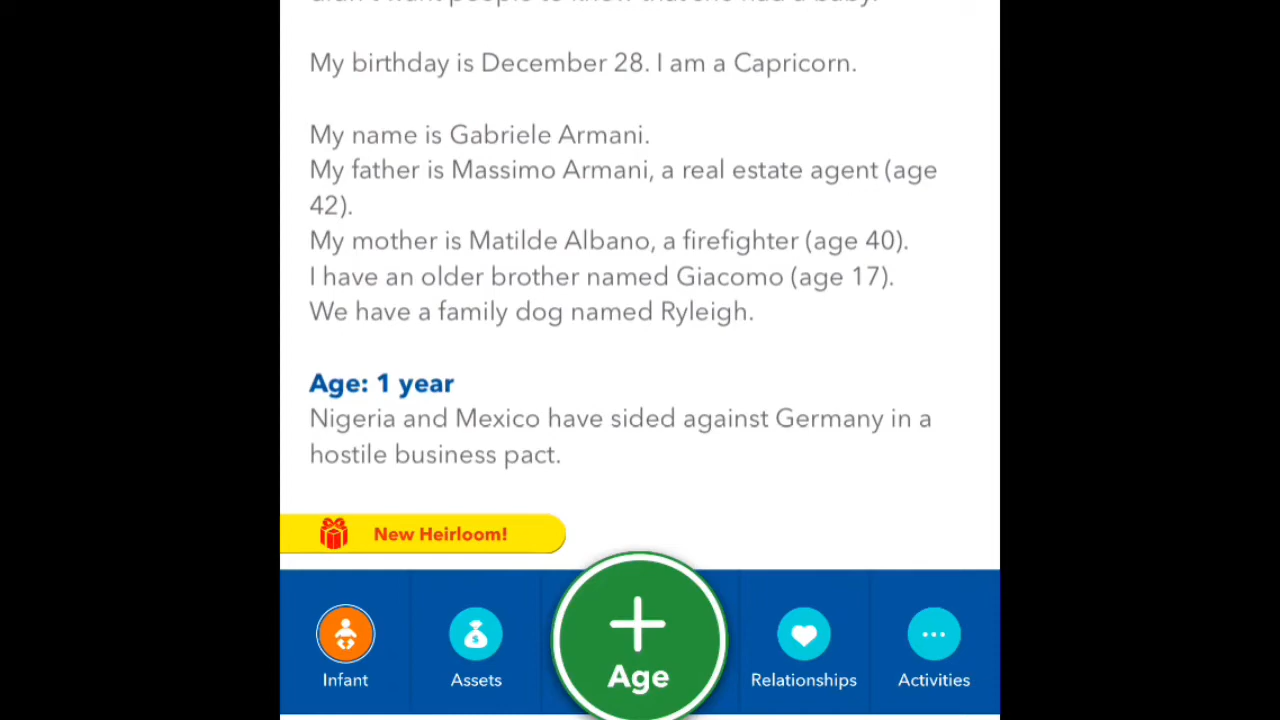 My birthday is December 28. I am a Capricorn.
My name is Gabriele Armani.
My father is Massimo Armani, a real estate agent (age
42).
My mother is Matilde Albano, a firefighter (age 40).
I have an older brother named Giacomo (age 17).
We have a family dog named Ryleigh.
Age: 1 year
Nigeria and Mexico have sided against Germany in a
hostile business pact.
New Heirloom!
Infant
Assets
Age
Relationships
Activities